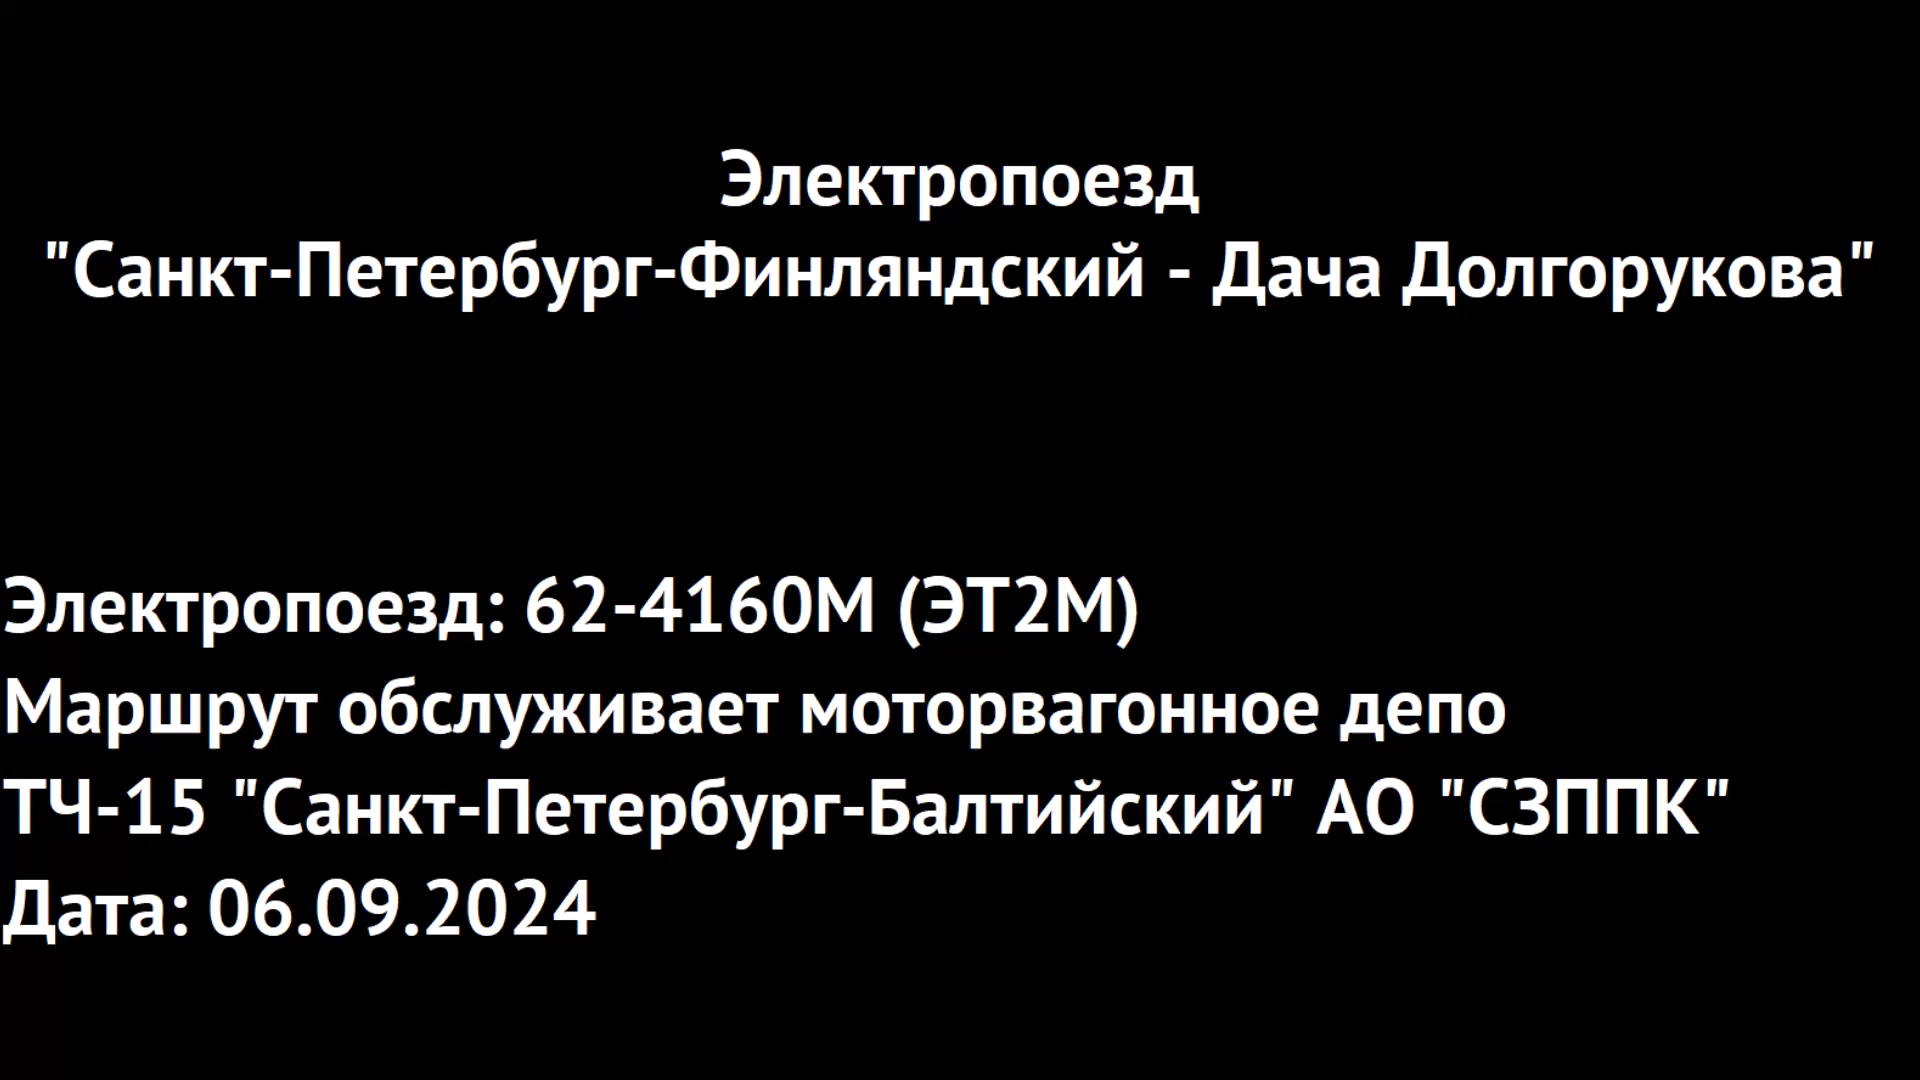 Электропоезд
"Санкт-Петербург-Финляндский - Дача Долгорукова"
Электропоезд: 62-4160М (ЭТ2М)
Маршрут обслуживает моторвагонное депо
ТЧ-15 "Санкт-Петербург-Балтийский" АО "СЗППК"
Дата: 06.09.2024